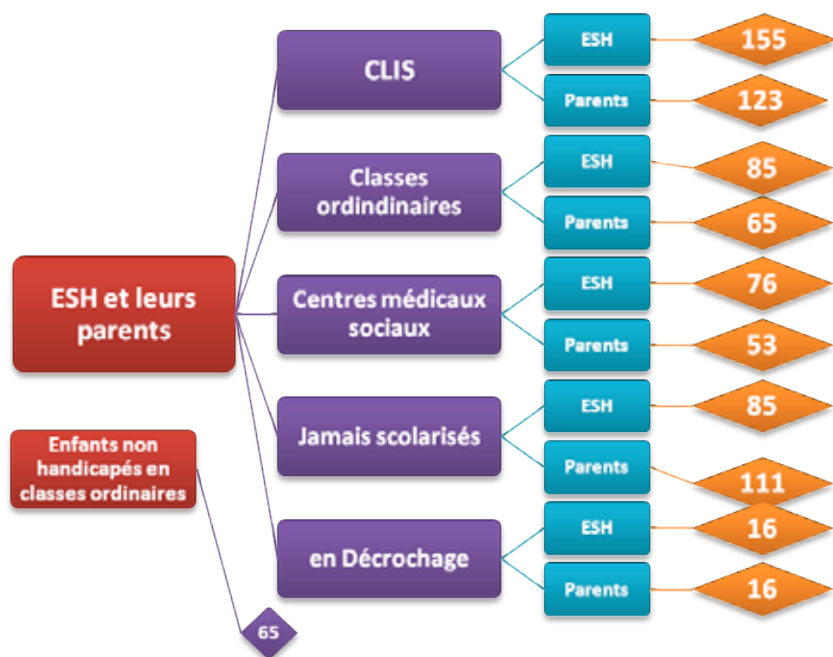 ESH et leurs
parents
CLIS
ESH
155
Parents
123
Classes
ordindinaires
ESH
85
Parents
65
Centres médicaux
sociaux
ESH
76
Parents
53
Jamais scolarisés
ESH
85
Parents
111
en Décrochage
ESH
16
Parents
16
Enfants non
handicapés en
classes ordinaires
65